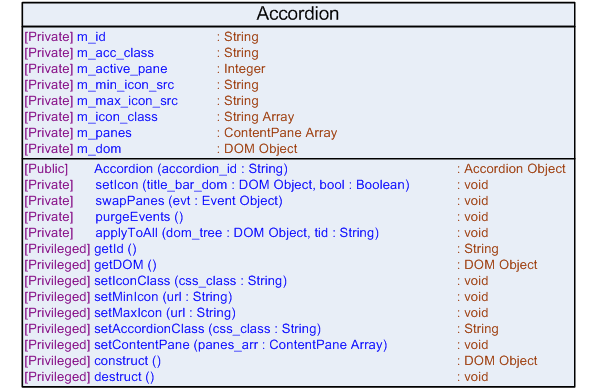 Accordion
[Private] m_id : String
[Private] m_acc_class : String
[Private] m_active_pane : Integer
[Private] m_min_icon_src : String
[Private] m_max_icon_src : String
[Private] m_icon_class : String Array
[Private] m_panes : ContentPane Array
[Private] m_dom : DOM Object
[Public] Accordion (accordion_id : String) : Accordion Object
[Private] setIcon (title_bar_dom : DOM Object, bool : Boolean) : void
[Private] swapPanes (evt : Event Object) : void
[Private] purgeEvents () : void
[Private] applyToAll (dom_tree : DOM Object, tid : String) : void
[Privileged] getId () : String
[Privileged] getDOM () : DOM Object
[Privileged] setIconClass (css_class : String) : void
[Privileged] setMinIcon (url : String) : void
[Privileged] setMaxIcon (url : String) : void
[Privileged] setAccordionClass (css_class : String) : String
[Privileged] setContentPane (panes_arr : ContentPane Array) : void
[Privileged] construct () : DOM Object
[Privileged] destruct () : void